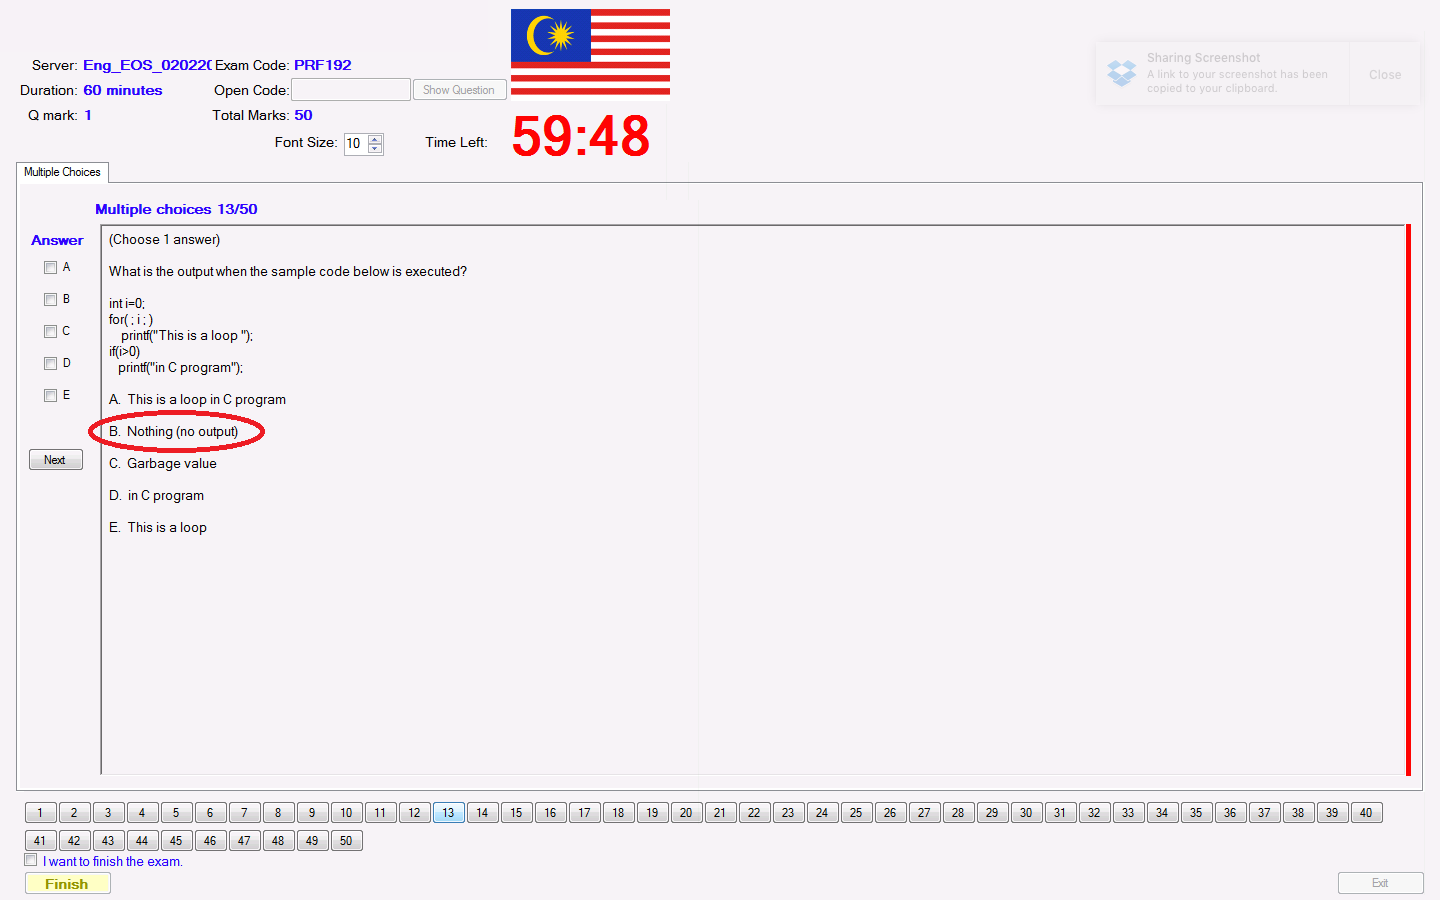 Server: Eng_EOS_020220 Exam Code: PRF192
Duration: 60 minutes Open Code: Show Question
Q mark: 1 Total Marks: 50
Font Size: 10 Time Left: 59:48
Sharing Screenshot
A link to your screenshot has been
copied to your clipboard.
Close
Multiple Choices
Multiple choices 13/50
Answer
A
B
C
D
E
Next
(Choose 1 answer)
What is the output when the sample code below is executed?
int i=0;
for( ; i ; )
printf("This is a loop ");
if(i>0)
printf("in C program");
A. This is a loop in C program
B. Nothing (no output)
C. Garbage value
D. in C program
E. This is a loop
1 2 3 4 5 6 7 8 9 10 11 12 13 14 15 16 17 18 19 20 21 22 23 24 25 26 27 28 29 30 31 32 33 34 35 36 37 38 39 40
41 42 43 44 45 46 47 48 49 50
I want to finish the exam.
Finish
Exit